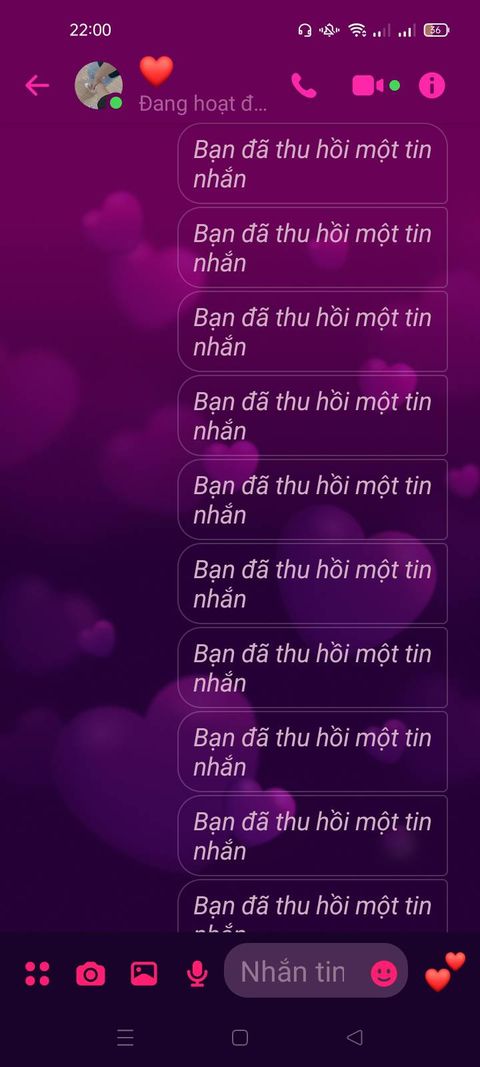 22:00
36
Đang hoạt đ...
Bạn đã thu hồi một tin
nhắn
Bạn đã thu hồi một tin
nhắn
Bạn đã thu hồi một tin
nhắn
Bạn đã thu hồi một tin
nhắn
Bạn đã thu hồi một tin
nhắn
Bạn đã thu hồi một tin
nhắn
Bạn đã thu hồi một tin
nhắn
Bạn đã thu hồi một tin
nhắn
Bạn đã thu hồi một tin
nhắn
Bạn đã thu hồi một tin
nhắn
Nhắn tin